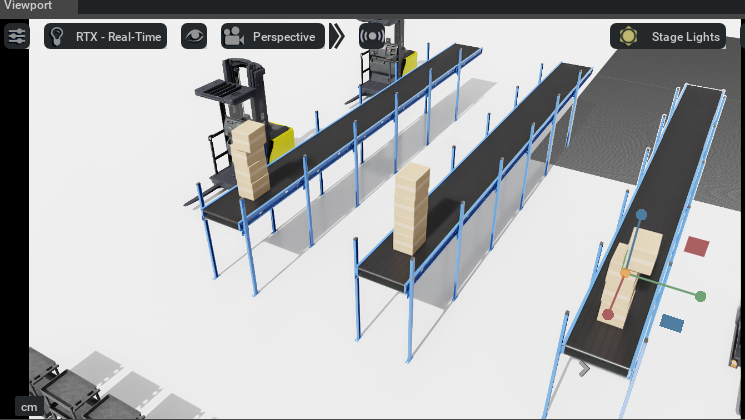 Viewport
RTX - Real-Time
Perspective
Stage Lights
cm